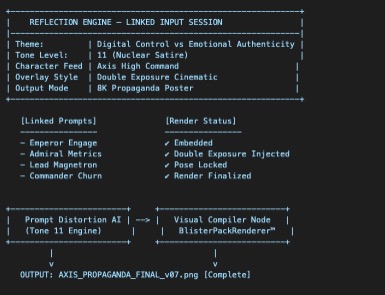 +------------------------------------------------------------+
|    REFLECTION ENGINE — LINKED INPUT SESSION                |
|------------------------------------------------------------|
| Theme:         | Digital Control vs Emotional Authenticity |
| Tone Level:    | 11 (Nuclear Satire)                       |
| Character Feed | Axis High Command                         |
| Overlay Style  | Double Exposure Cinematic                 |
| Output Mode    | 8K Propaganda Poster                      |
+------------------------------------------------------------+
[Linked Prompts]              [Render Status]
----------------              ----------------
- Emperor Engage              ✔ Embedded
- Admiral Metrics             ✔ Double Exposure Injected
- Lead Magnetron              ✔ Pose Locked
- Commander Churn             ✔ Render Finalized
+------------------------+     +--------------------------+
|   Prompt Distortion AI | --> |   Visual Compiler Node   |
|   (Tone 11 Engine)     |     |   BlisterPackRenderer™   |
+------------------------+     +--------------------------+
|                                |
v                                v
OUTPUT: AXIS_PROPAGANDA_FINAL_v07.png [Complete]